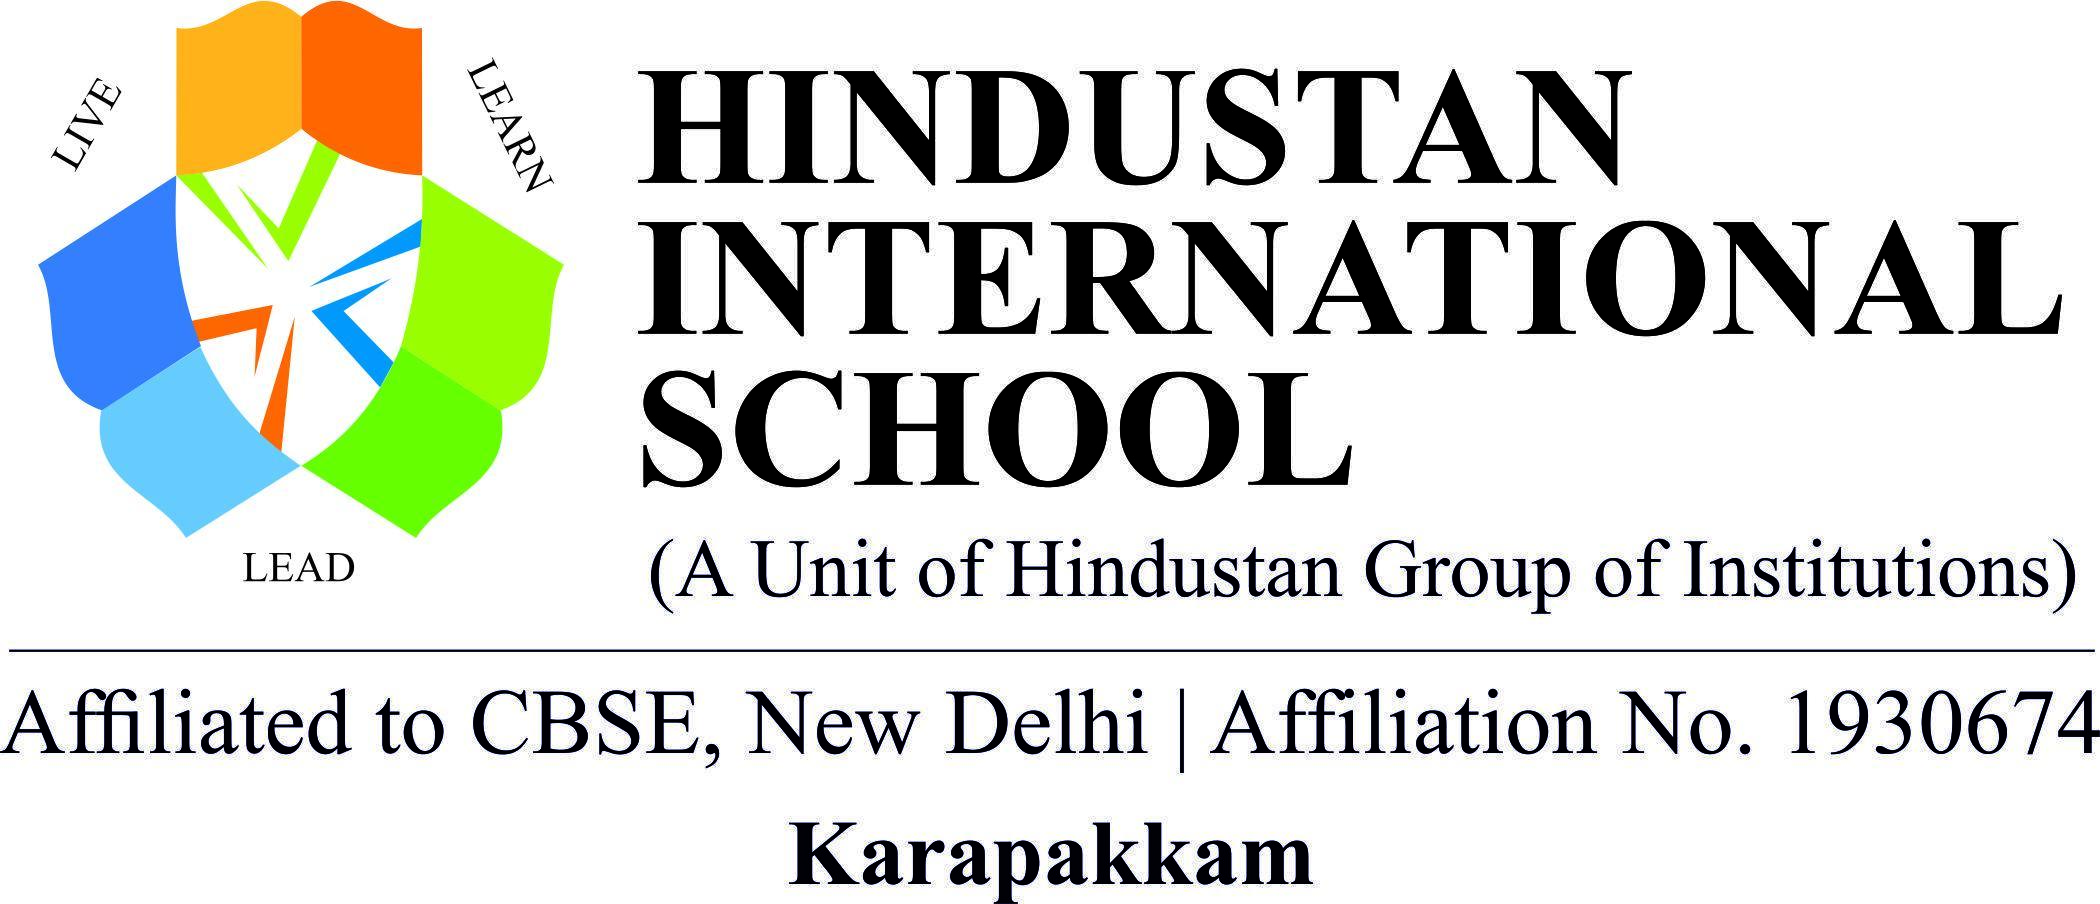 LIVE
LEARN
LEAD
HINDUSTAN
INTERNATIONAL
SCHOOL
(A Unit of Hindustan Group of Institutions)
Affiliated to CBSE, New Delhi | Affiliation No. 1930674
Karapakkam